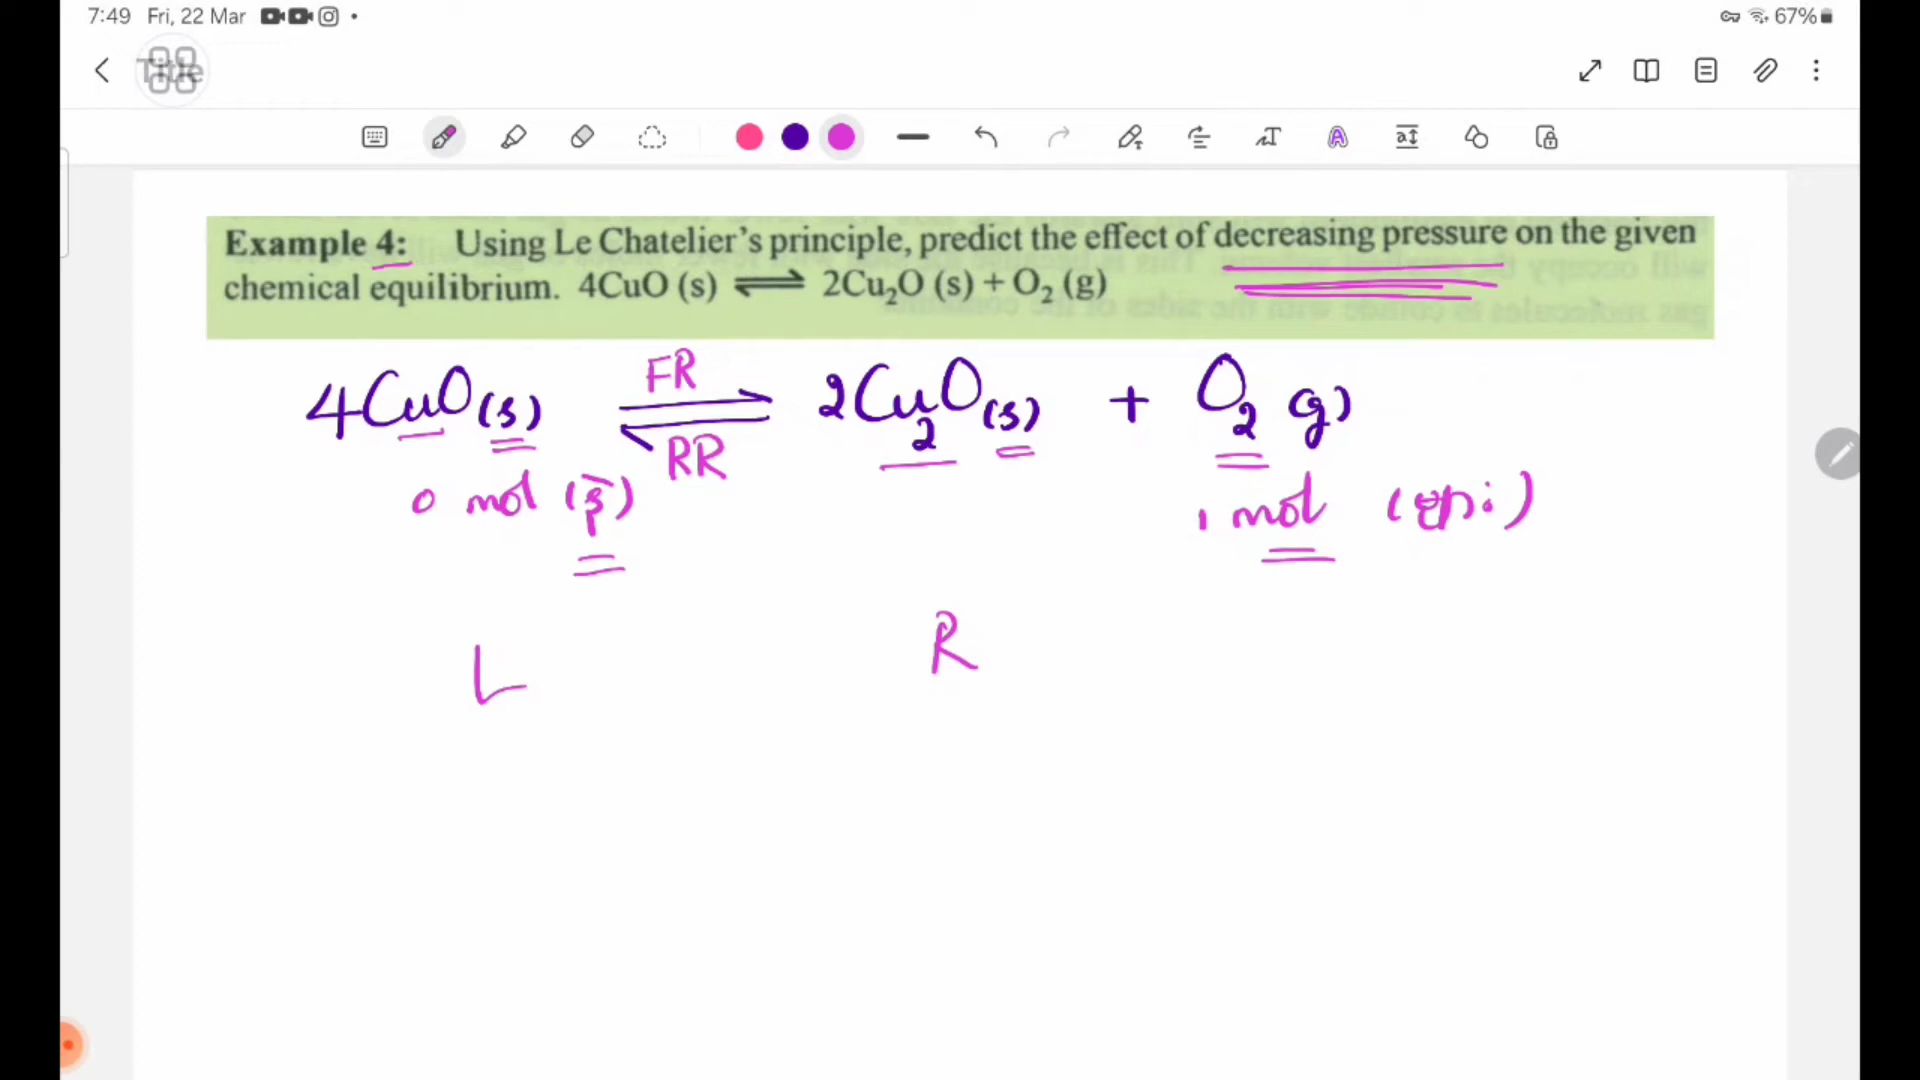 7:49 Fri, 22 Mar
67%
Title
Example 4: Using Le Chatelier's principle, predict the effect of decreasing pressure on the given
chemical equilibrium. 4CuO (s) ⇌ 2Cu₂O (s) + O₂ (g)
FR
4CuO(s) ⇌ 2Cu₂O(s) + O₂ g)
RR
0 mol 1 mol
L R